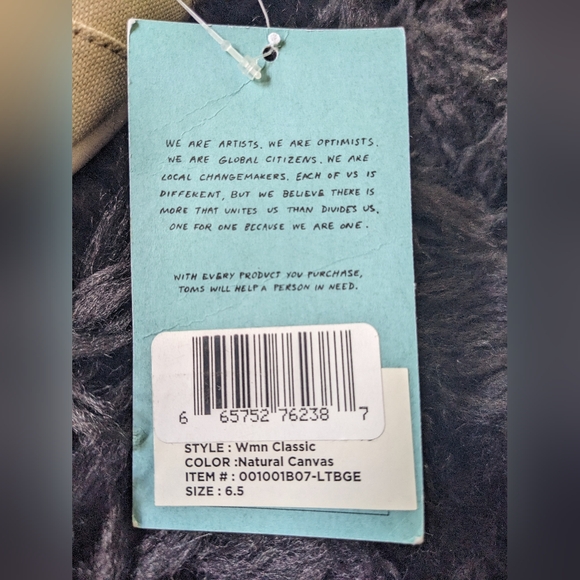 WE ARE ARTISTS. WE ARE OPTIMISTS.
WE ARE GLOBAL CITIZENS. WE ARE
LOCAL CHANGEMAKERS. EACH OF US IS
DIFFERENT, BUT WE BELIEVE THERE IS
MORE THAT UNITES US THAN DIVIDES US.
ONE FOR ONE BECAUSE WE ARE ONE.
WITH EVERY PRODUCT YOU PURCHASE,
TOMS WILL HELP A PERSON IN NEED.
6 65752 76238 7
STYLE : Wmn Classic
COLOR :Natural Canvas
ITEM # : 001001B07-LTBGE
SIZE : 6.5